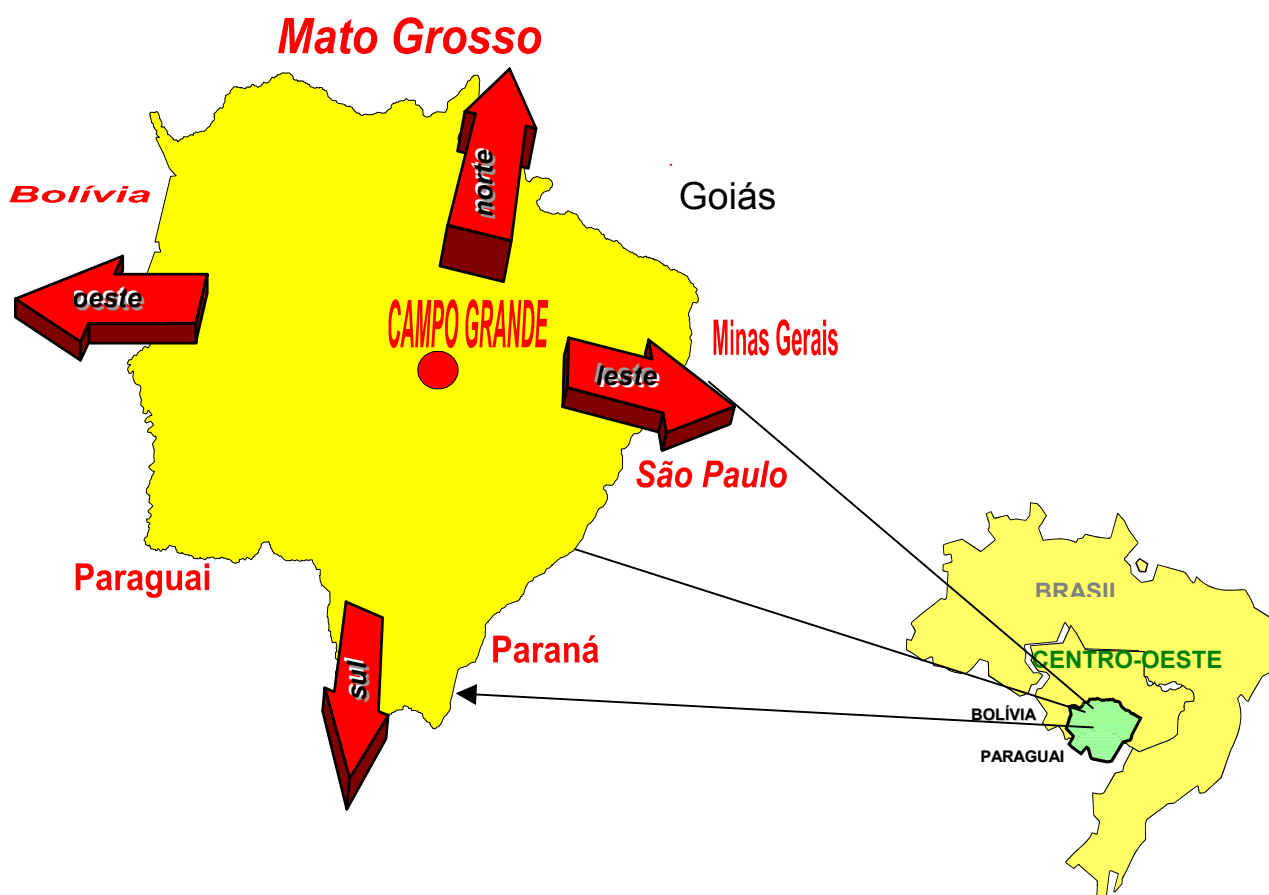 Mato Grosso
norte
Bolívia
Goiás
oeste
CAMPO GRANDE
Minas Gerais
leste
São Paulo
Paraguai
BRASIL
Paraná
CENTRO-OESTE
sul
BOLÍVIA
PARAGUAI